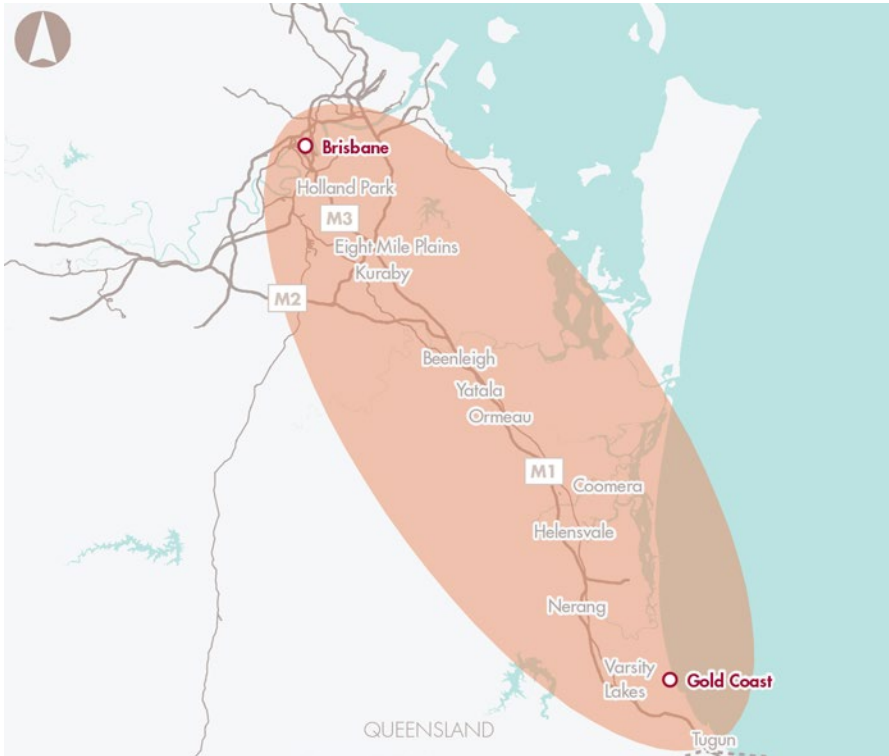 Brisbane
Holland Park
M3
Eight Mile Plains
Kuraby
M2
Beenleigh
Yatala
Ormeau
M1
Coomera
Helensvale
Nerang
Varsity
Lakes
Gold Coast
QUEENSLAND
Tugun